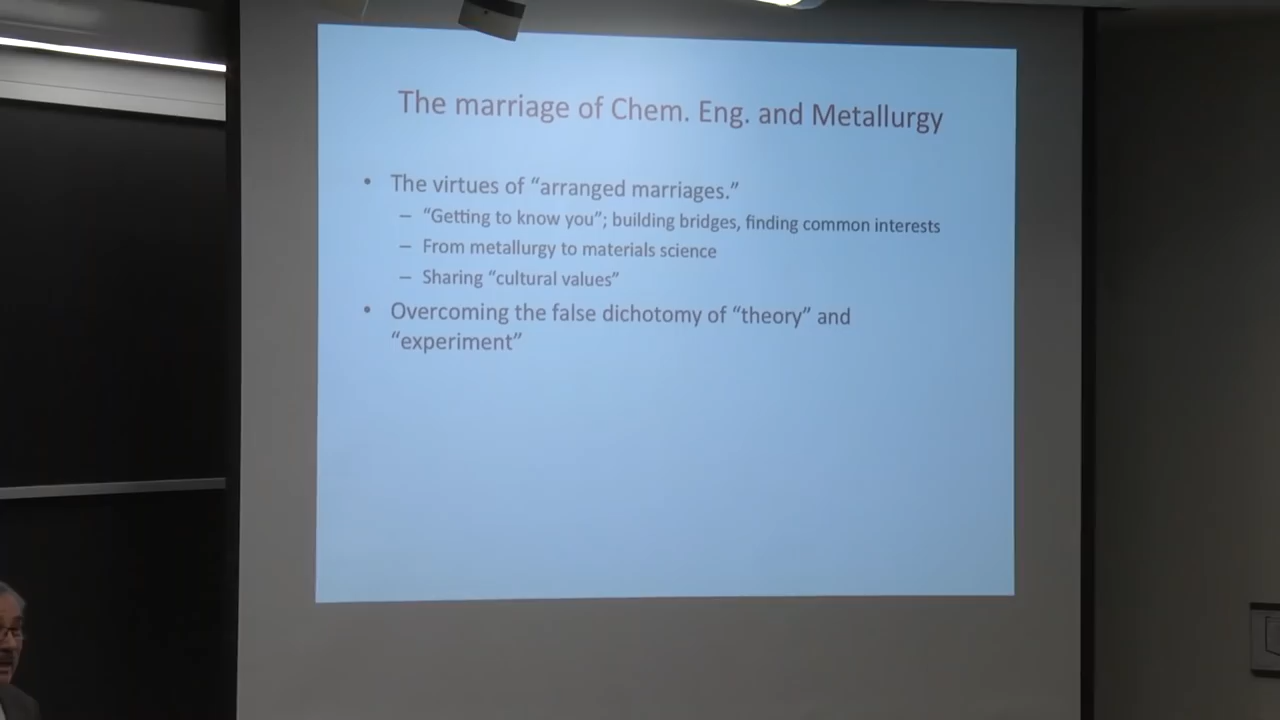 The marriage of Chem. Eng. and Metallurgy
• The virtues of “arranged marriages.”
– “Getting to know you”; building bridges, finding common interests
– From metallurgy to materials science
– Sharing “cultural values”
• Overcoming the false dichotomy of “theory” and
“experiment”